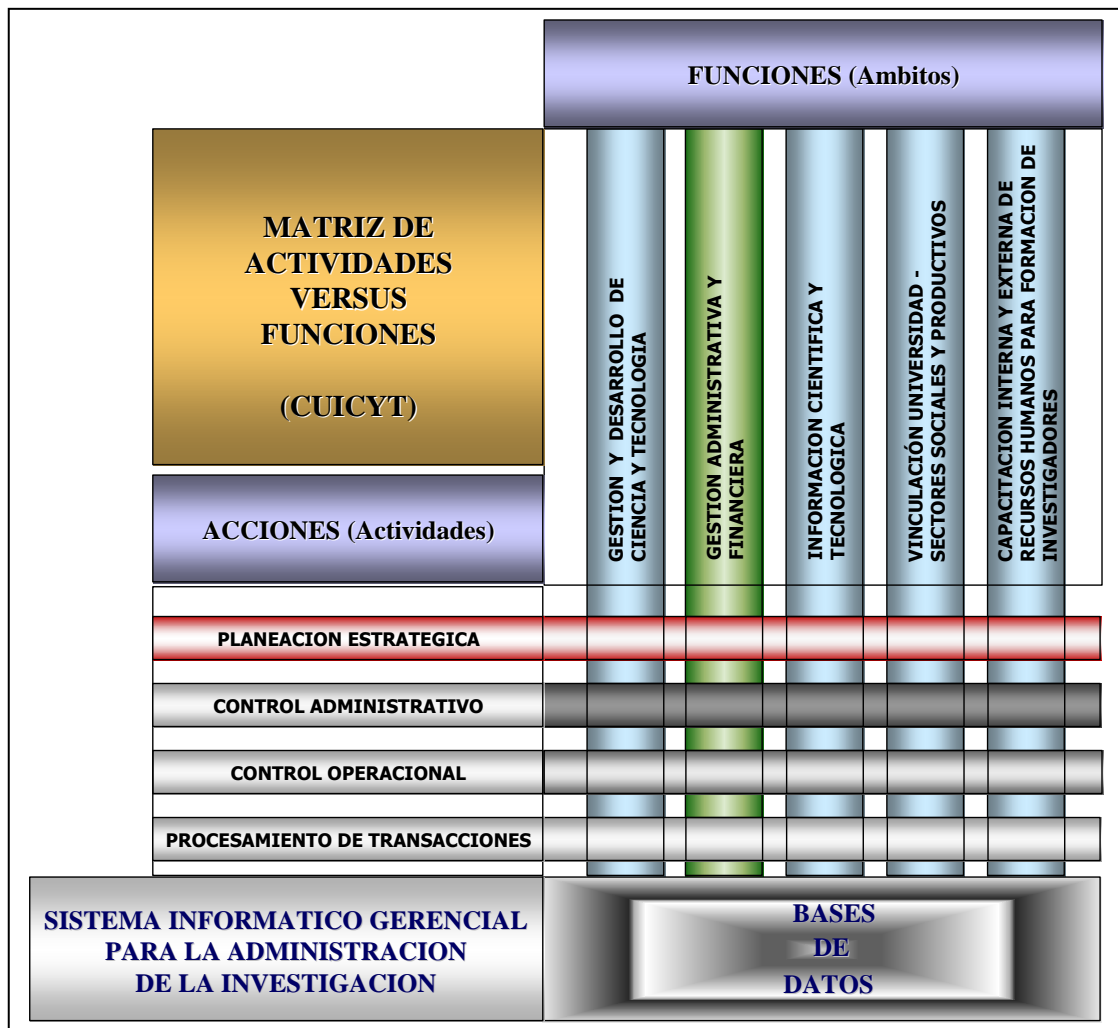 FUNCIONES (Ambitos)
MATRIZ DE
ACTIVIDADES
VERSUS
FUNCIONES
(CUICYT)
ACCIONES (Actividades)
GESTION Y DESARROLLO DE
CIENCIA Y TECNOLOGIA
GESTION ADMINISTRATIVA Y
FINANCIERA
INFORMACION CIENTIFICA Y
TECNOLOGICA
VINCULACIÓN UNIVERSIDAD -
SECTORES SOCIALES Y PRODUCTIVOS
CAPACITACION INTERNA Y EXTERNA DE
RECURSOS HUMANOS PARA FORMACION DE
INVESTIGADORES
PLANEACION ESTRATEGICA
CONTROL ADMINISTRATIVO
CONTROL OPERACIONAL
PROCESAMIENTO DE TRANSACCIONES
SISTEMA INFORMATICO GERENCIAL
PARA LA ADMINISTRACION
DE LA INVESTIGACION
BASES
DE
DATOS